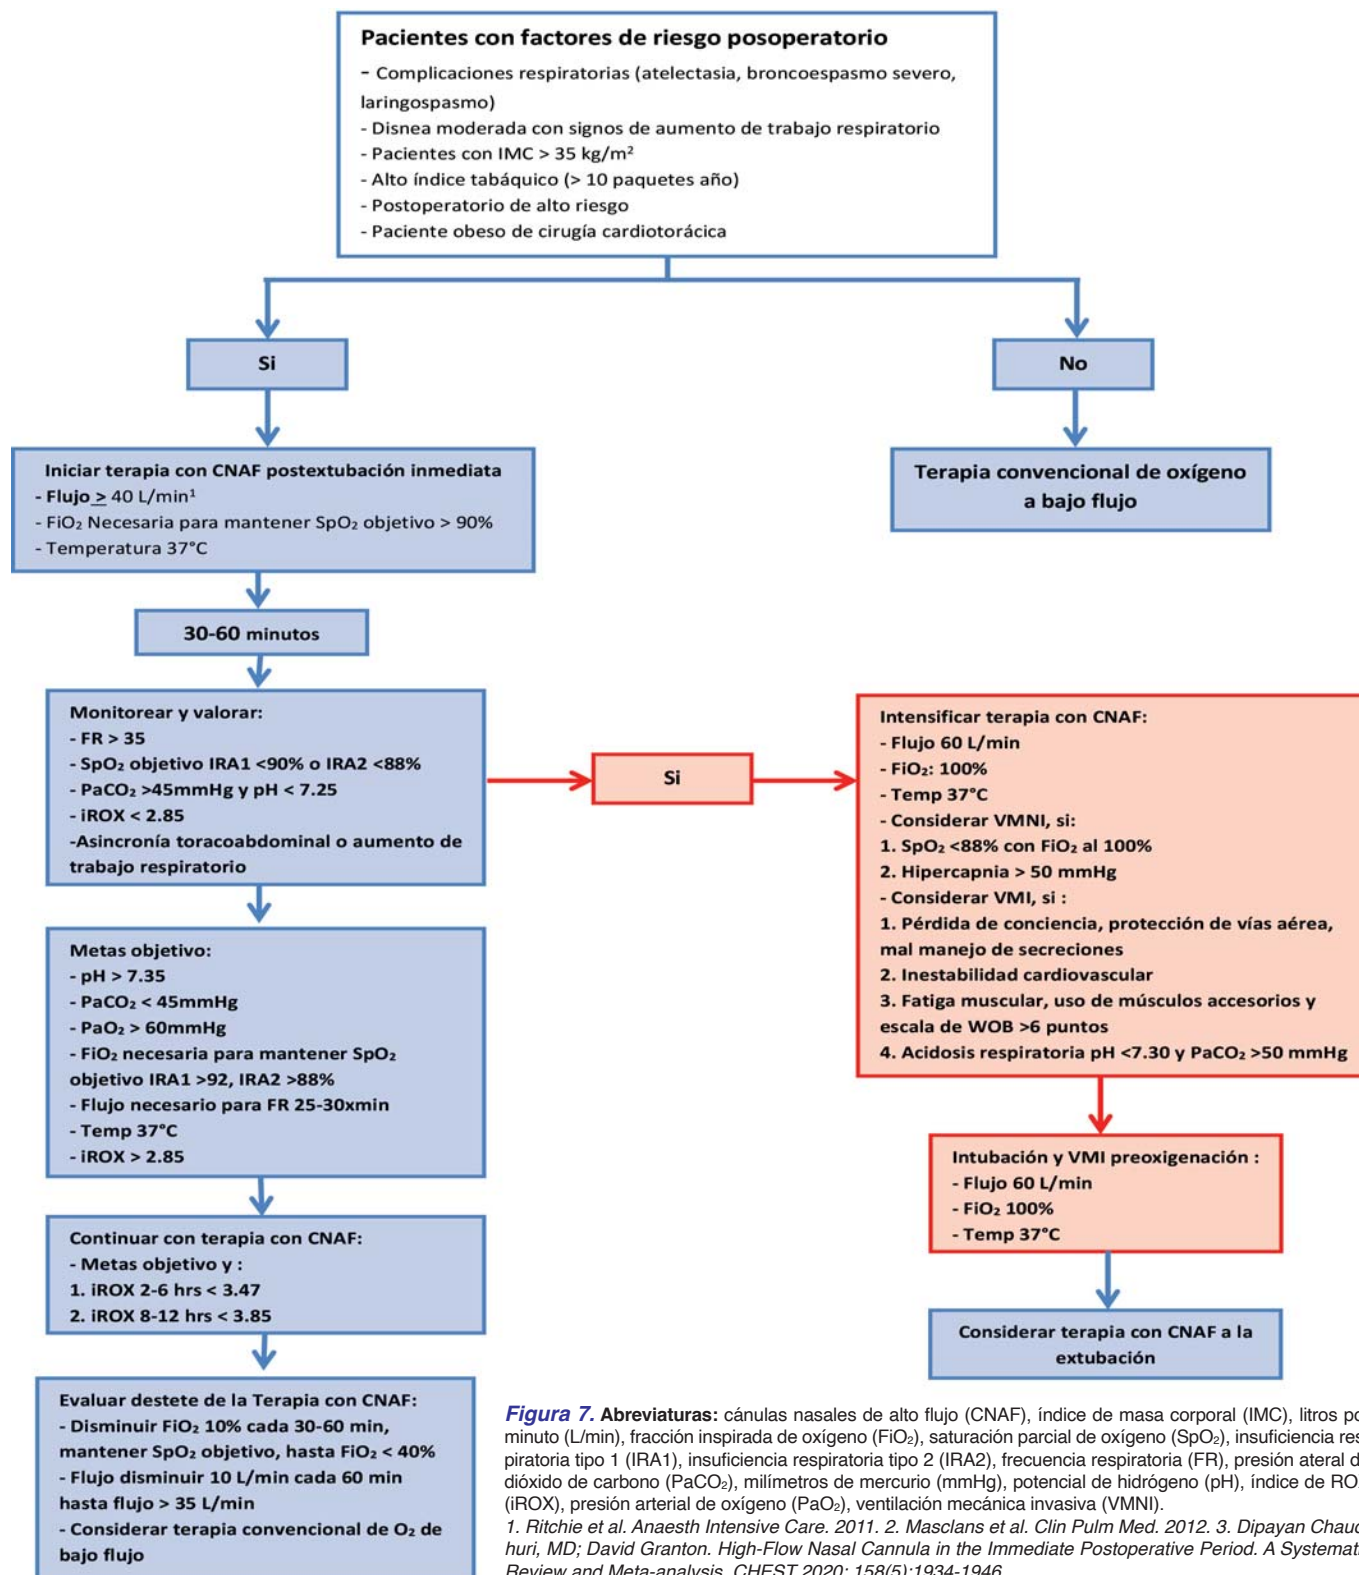 Pacientes con factores de riesgo posoperatorio
- Complicaciones respiratorias (atelectasia, broncoespasmo severo,
laringospasmo)
- Disnea moderada con signos de aumento de trabajo respiratorio
- Pacientes con IMC > 35 kg/m²
- Alto índice tabáquico (> 10 paquetes año)
- Postoperatorio de alto riesgo
- Paciente obeso de cirugía cardiotorácica
Si
No
Iniciar terapia con CNAF postextubación inmediata
- Flujo ≥ 40 L/min¹
- FiO₂ Necesaria para mantener SpO₂ objetivo > 90%
- Temperatura 37°C
Terapia convencional de oxígeno
a bajo flujo
30-60 minutos
Monitorear y valorar:
- FR > 35
- SpO₂ objetivo IRA1 <90% o IRA2 <88%
- PaCO₂ >45mmHg y pH < 7.25
- iROX < 2.85
-Asincronía toracoabdominal o aumento de
trabajo respiratorio
Si
Intensificar terapia con CNAF:
- Flujo 60 L/min
- FiO₂: 100%
- Temp 37°C
- Considerar VMNI, si:
1. SpO₂ <88% con FiO₂ al 100%
2. Hipercapnia > 50 mmHg
- Considerar VMI, si :
1. Pérdida de conciencia, protección de vías aérea,
mal manejo de secreciones
2. Inestabilidad cardiovascular
3. Fatiga muscular, uso de músculos accesorios y
escala de WOB >6 puntos
4. Acidosis respiratoria pH <7.30 y PaCO₂ >50 mmHg
Metas objetivo:
- pH > 7.35
- PaCO₂ < 45mmHg
- PaO₂ > 60mmHg
- FiO₂ necesaria para mantener SpO₂
objetivo IRA1 >92, IRA2 >88%
- Flujo necesario para FR 25-30xmin
- Temp 37°C
- iROX > 2.85
Intubación y VMI preoxigenación :
- Flujo 60 L/min
- FiO₂ 100%
- Temp 37°C
Continuar con terapia con CNAF:
- Metas objetivo y :
1. iROX 2-6 hrs < 3.47
2. iROX 8-12 hrs < 3.85
Considerar terapia con CNAF a la
extubación
Evaluar destete de la Terapia con CNAF:
- Disminuir FiO₂ 10% cada 30-60 min,
mantener SpO₂ objetivo, hasta FiO₂ < 40%
- Flujo disminuir 10 L/min cada 60 min
hasta flujo > 35 L/min
- Considerar terapia convencional de O₂ de
bajo flujo
Figura 7. Abreviaturas: cánulas nasales de alto flujo (CNAF), índice de masa corporal (IMC), litros po
minuto (L/min), fracción inspirada de oxígeno (FiO₂), saturación parcial de oxígeno (SpO₂), insuficiencia res
piratoria tipo 1 (IRA1), insuficiencia respiratoria tipo 2 (IRA2), frecuencia respiratoria (FR), presión ateral d
dióxido de carbono (PaCO₂), milímetros de mercurio (mmHg), potencial de hidrógeno (pH), índice de RO
(iROX), presión arterial de oxígeno (PaO₂), ventilación mecánica invasiva (VMNI).
1. Ritchie et al. Anaesth Intensive Care. 2011. 2. Masclans et al. Clin Pulm Med. 2012. 3. Dipayan Chaud
huri, MD; David Granton. High-Flow Nasal Cannula in the Immediate Postoperative Period. A Systemat
Review and Meta-analysis. CHEST 2020; 158(5):1934-1946